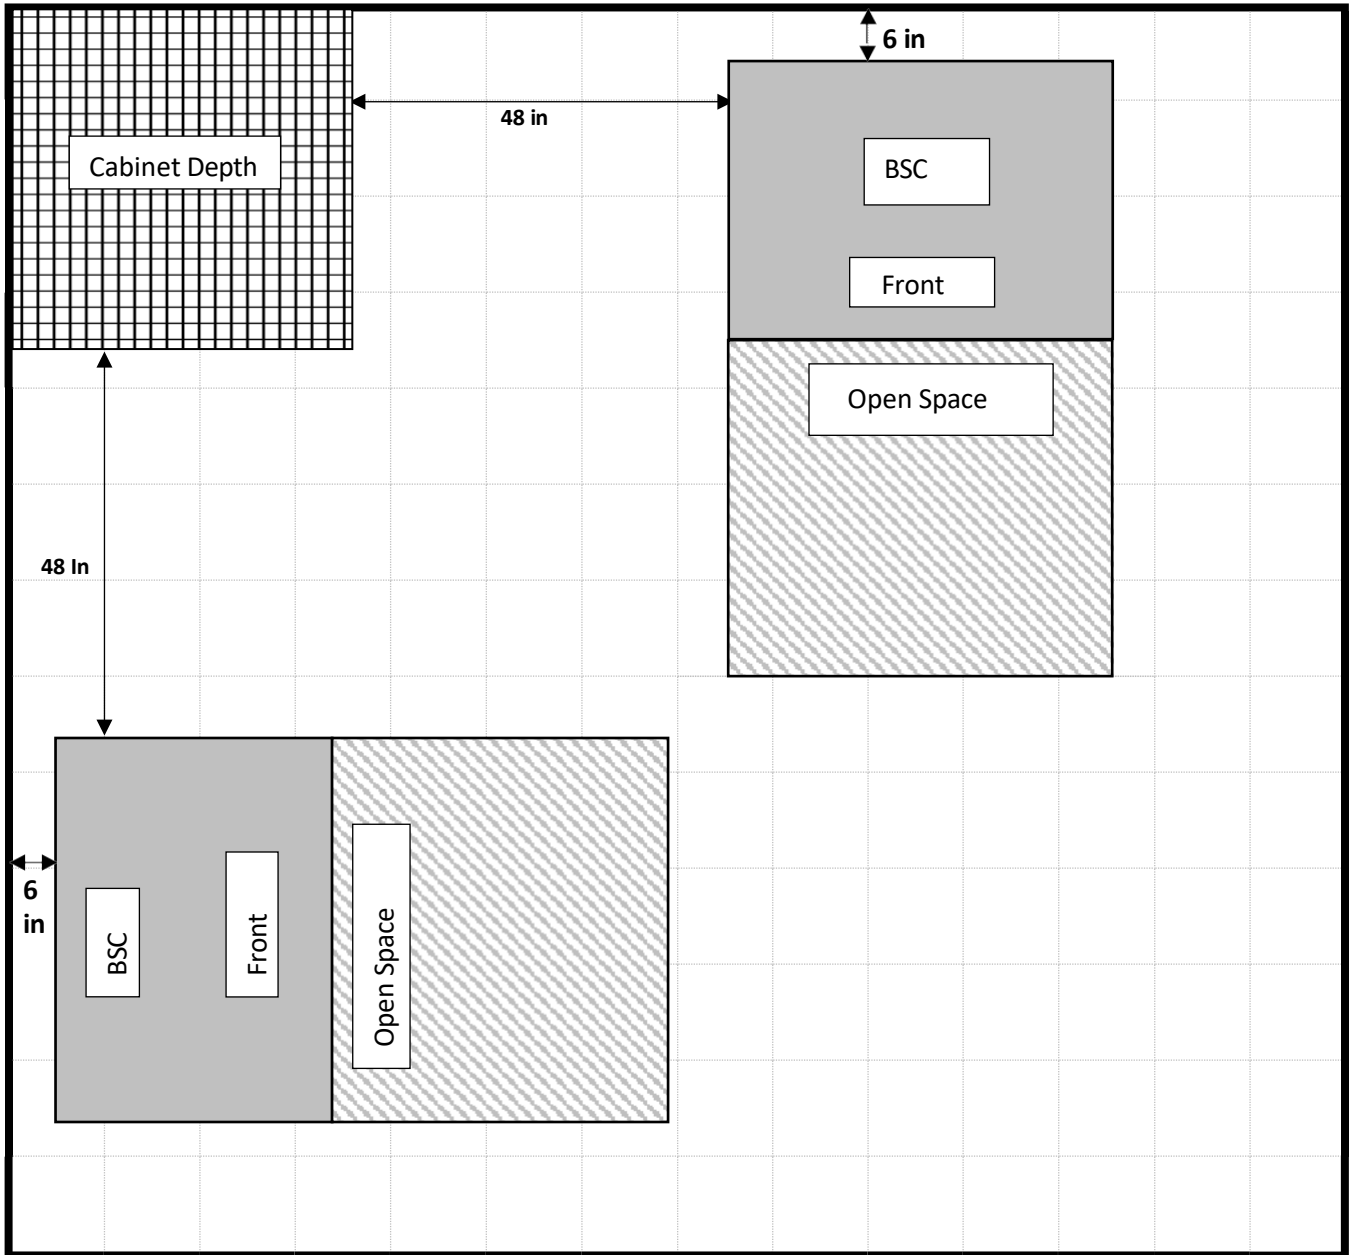 6 in
48 in
Cabinet Depth
BSC
Front
Open Space
48 In
6
in
BSC
Front
Open Space